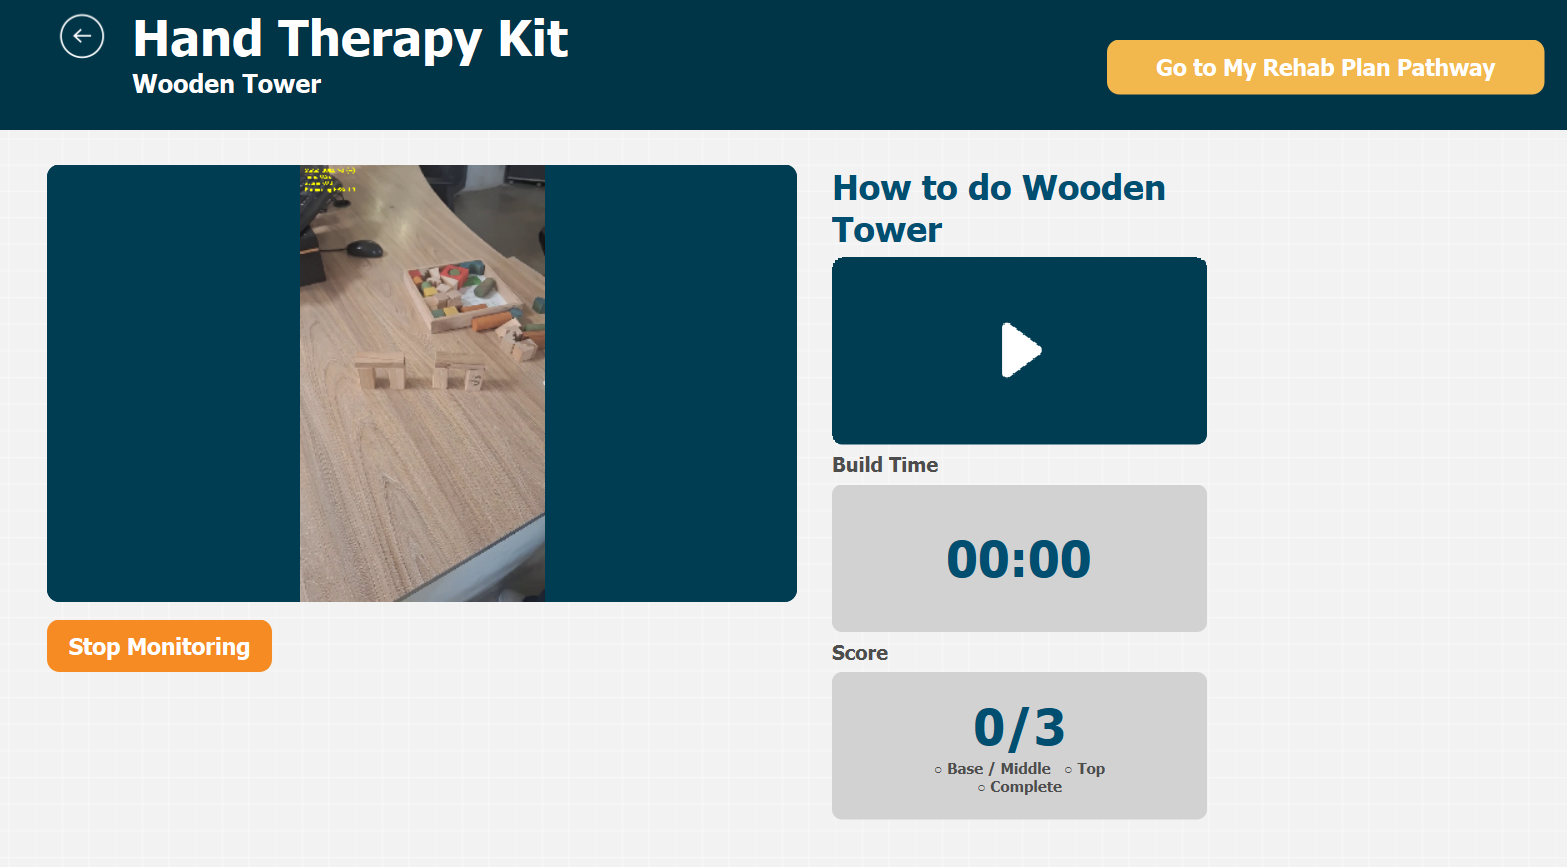 Hand Therapy Kit
Wooden Tower
Go to My Rehab Plan Pathway
How to do Wooden
Tower
Build Time
00:00
Stop Monitoring
Score
0/3
○ Base / Middle ○ Top
○ Complete